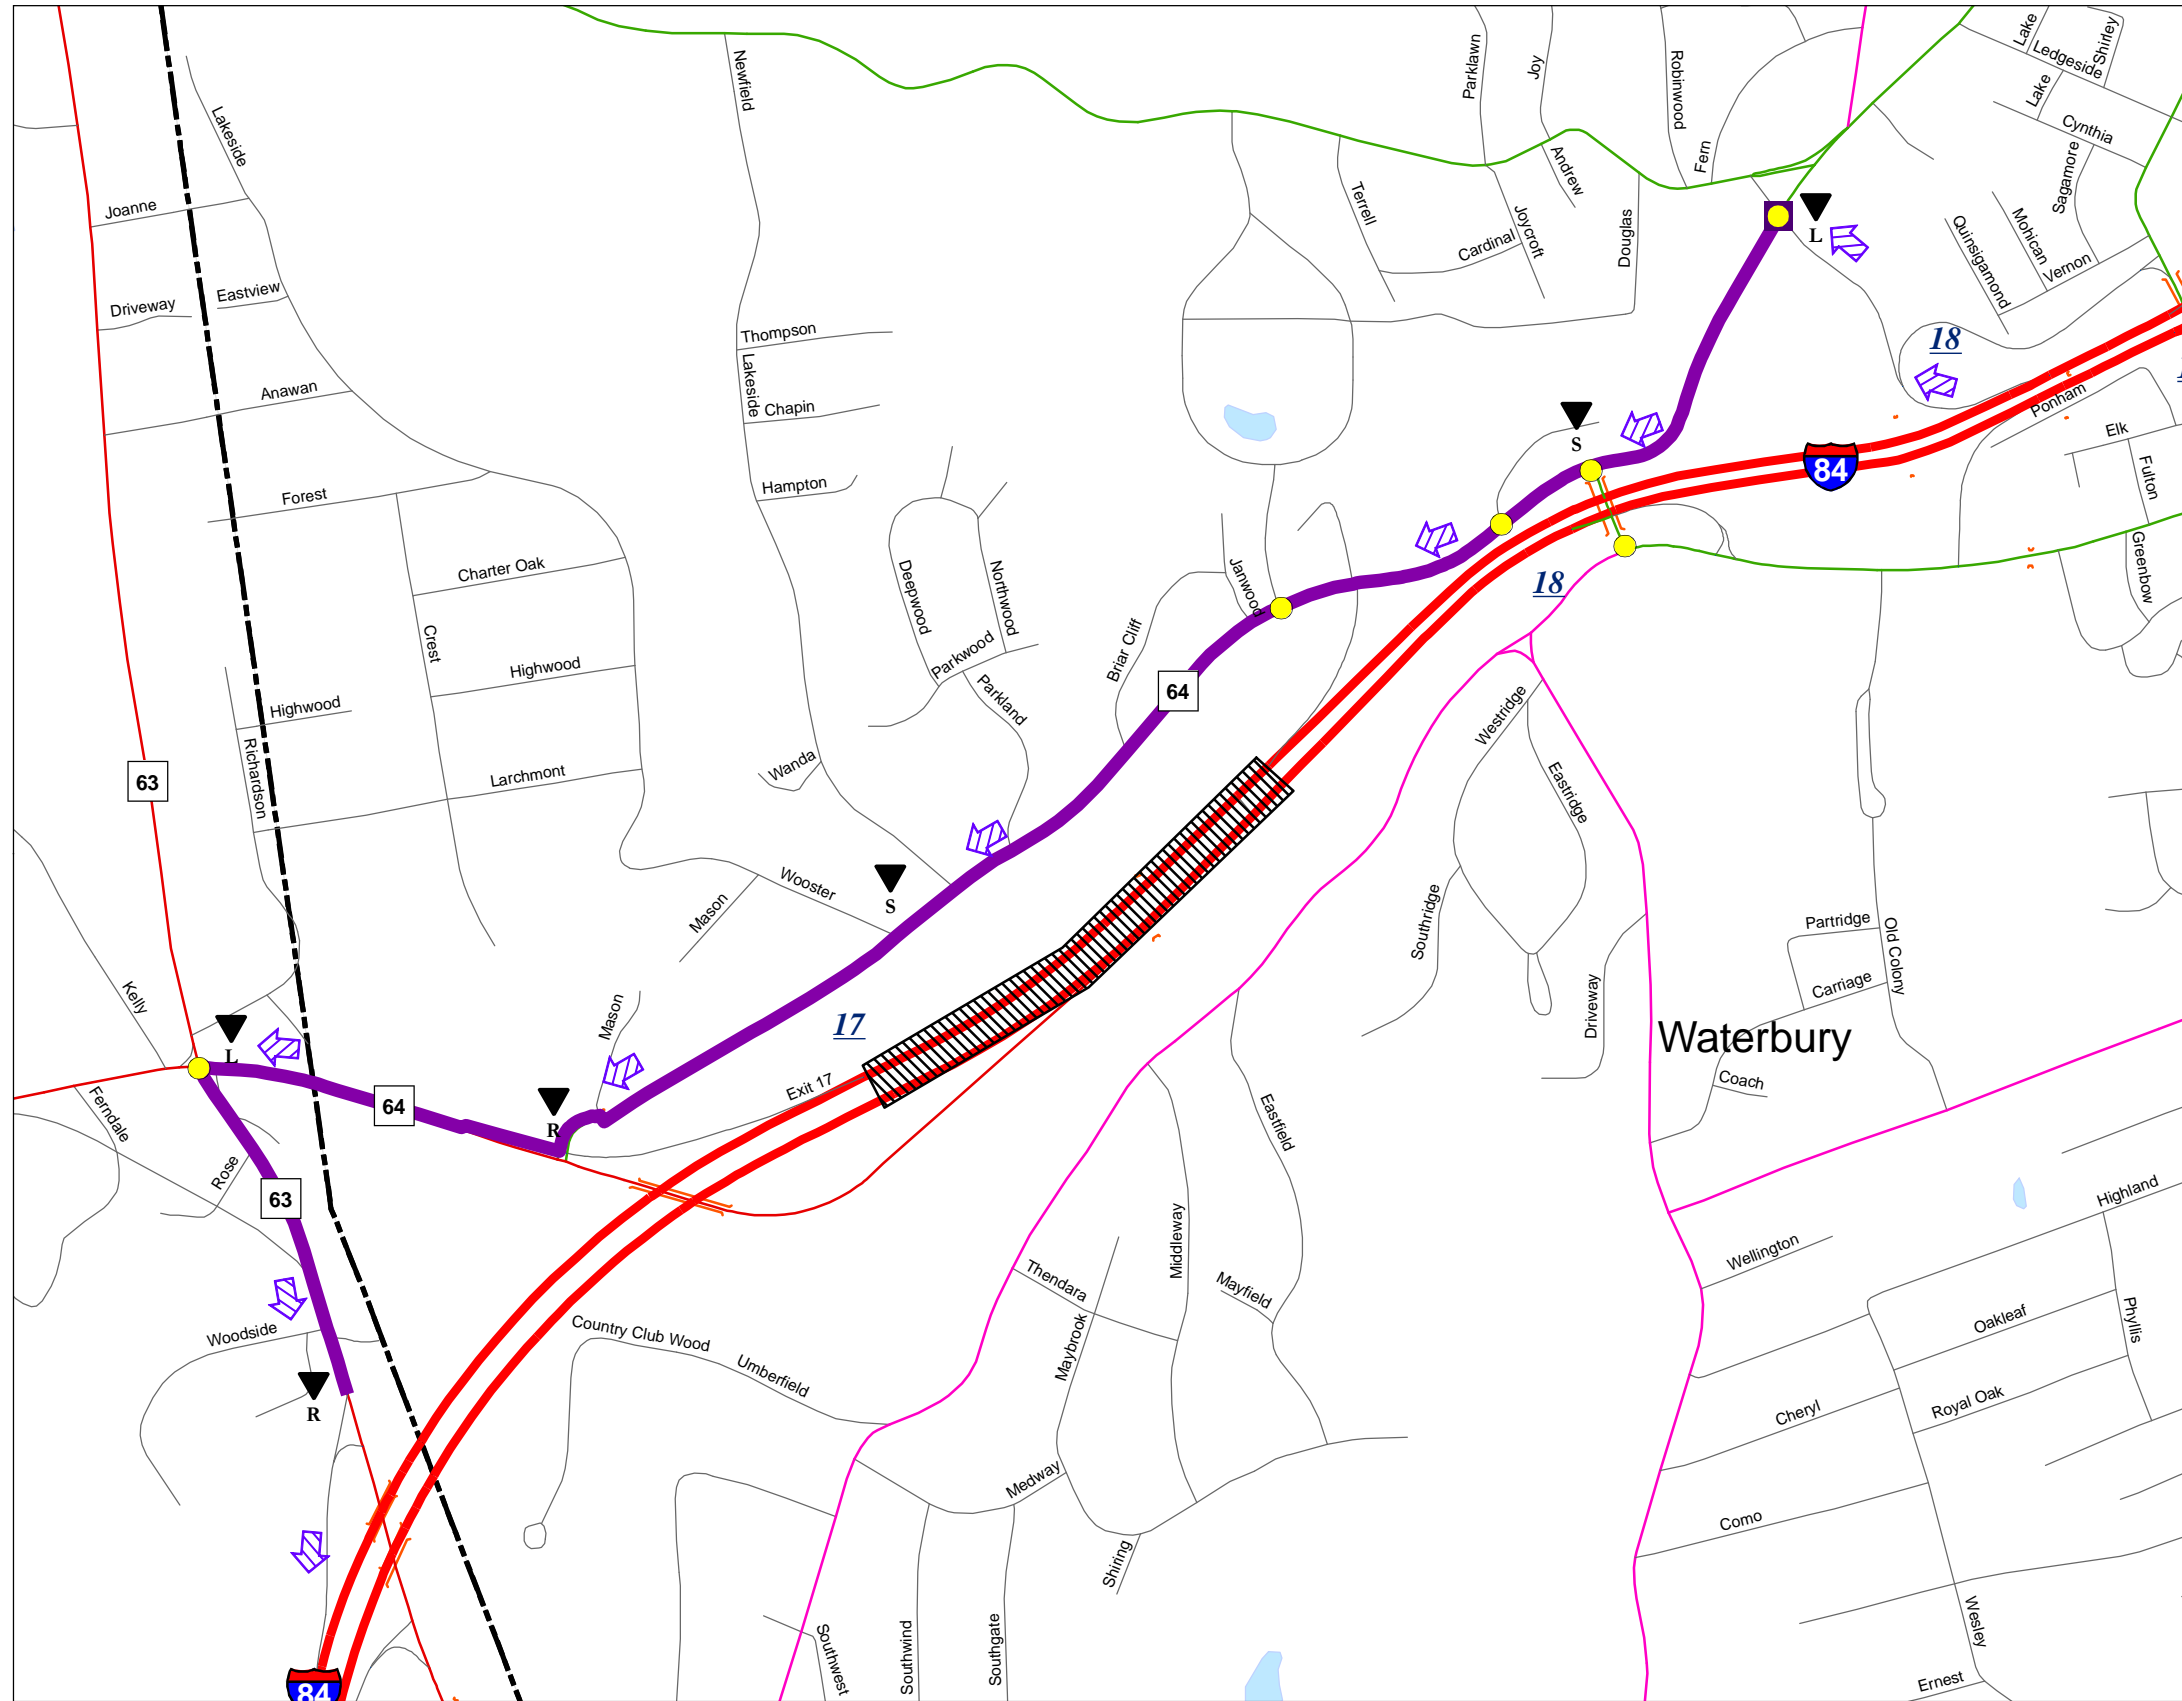 Lakeside
Newfield
Parklawn
Joy
Robinwood
Fern
Lake
Shirley
Ledgeside
Lake
Cynthia
Sagamore
Joanne
Andrew
Terrell
Joycroft
Cardinal
Douglas
L
Quinsigamond
Mohican
Vernon
Driveway
Eastview
Thompson
18
Lakeside
Anawan
Chapin
Ponham
S
Elk
84
Fulton
Hampton
Forest
Charter Oak
Deepwood
Northwood
Janwood
18
Greenbow
Crest
Highwood
Parkwood
Briar Cliff
64
Parkland
Westridge
Highwood
Richardson
63
Larchmont
Wanda
Eastridge
Wooster
S
Mason
Southridge
Partridge
Old Colony
Carriage
Kelly
Mason
17
Driveway
Waterbury
L
Exit 17
Coach
Ferndale
64
R
Eastfield
Rose
63
Highland
Middleway
Wellington
Thendara
Mayfield
Woodside
Country Club Wood
Umberfield
Maybrook
Oakleaf
Phyllis
R
Cheryl
Royal Oak
Medway
Como
Shiring
Southwest
Southwind
Southgate
Wesley
84
Ernest